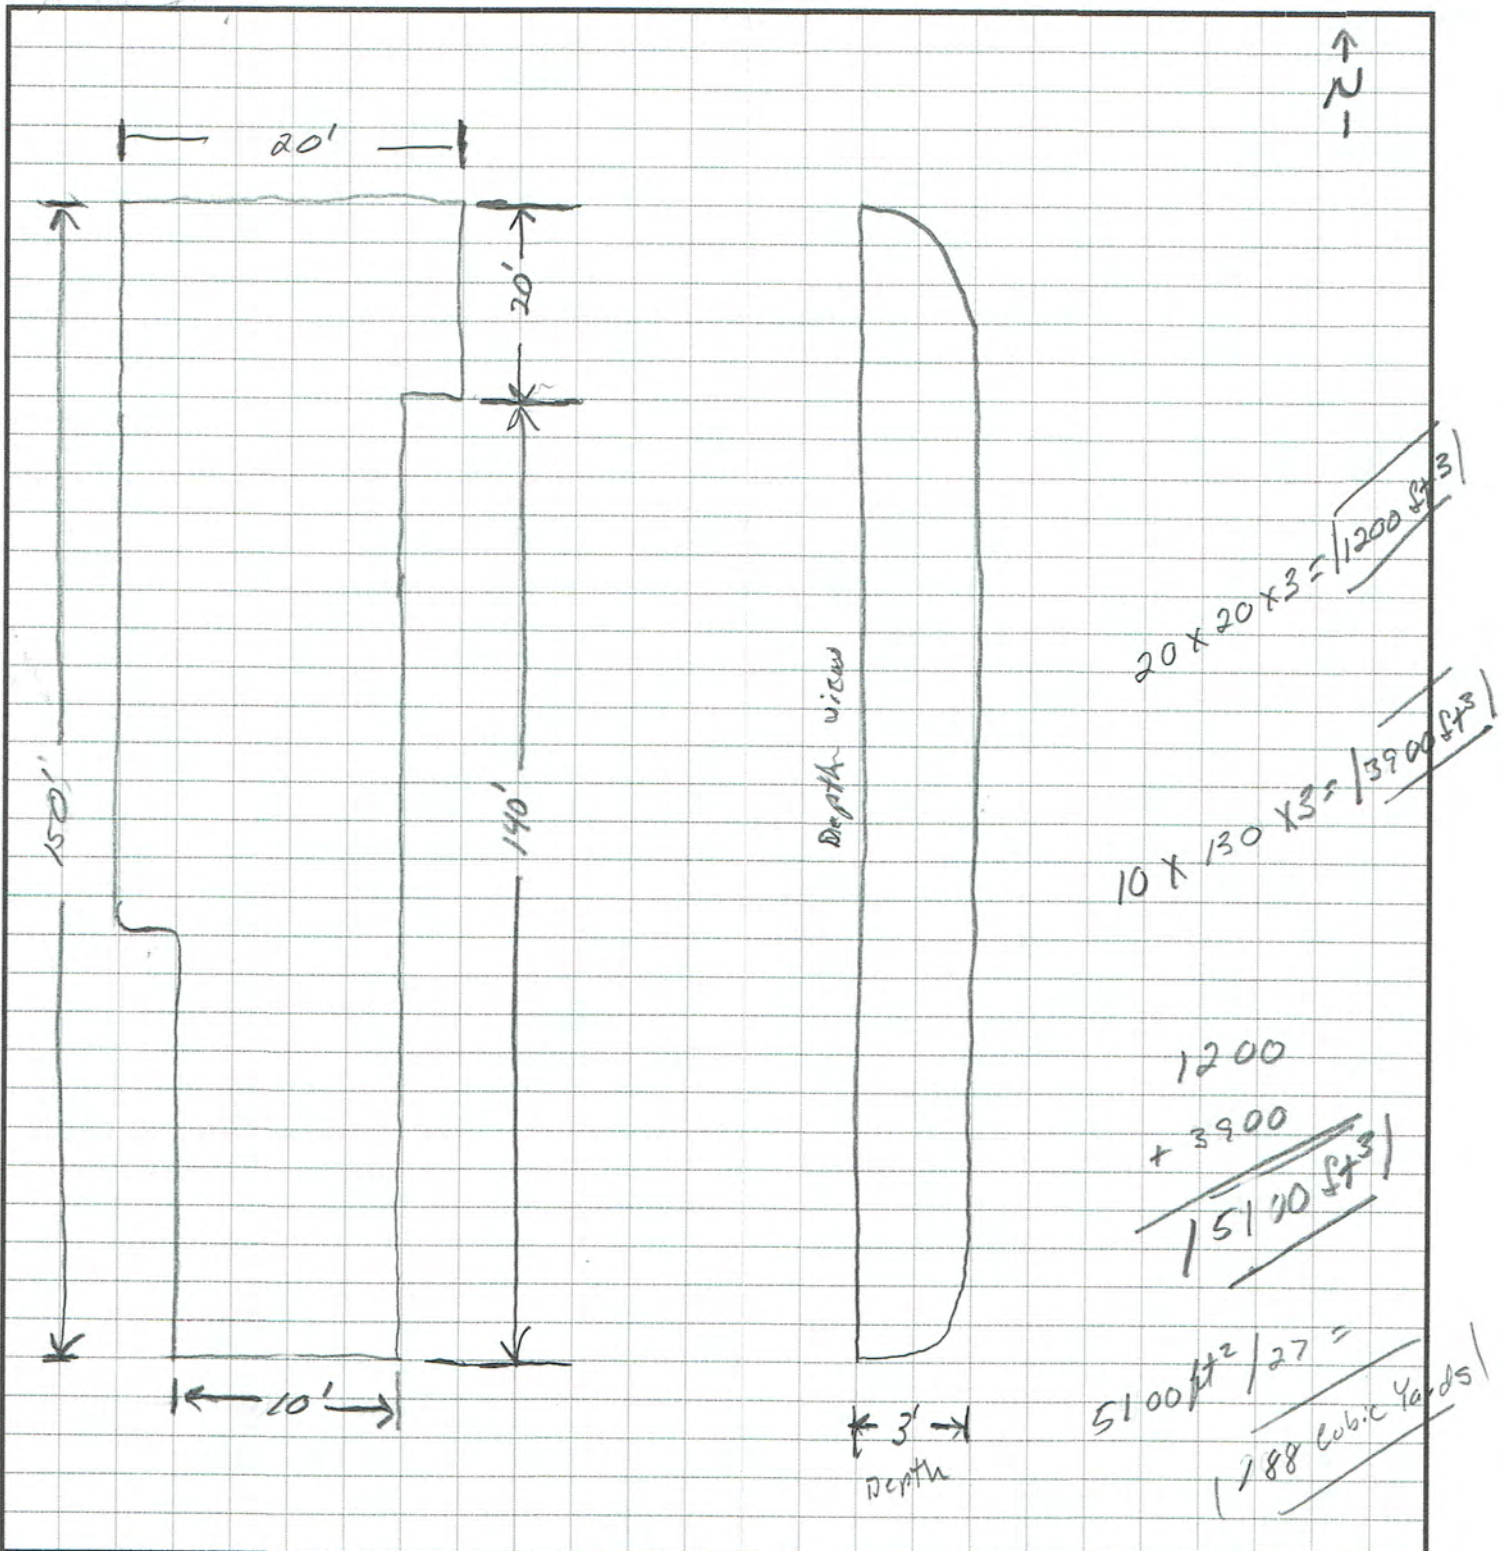 N
20'
20'
150'
140'
10'
Depth view
3'
Depth
20 x 20 x 3 = 1200 ft3
10 x 130 x 3 = 3900 ft3
1200
+ 3900
5100 ft3
5100 ft2 / 27 =
188 Cubic Yards